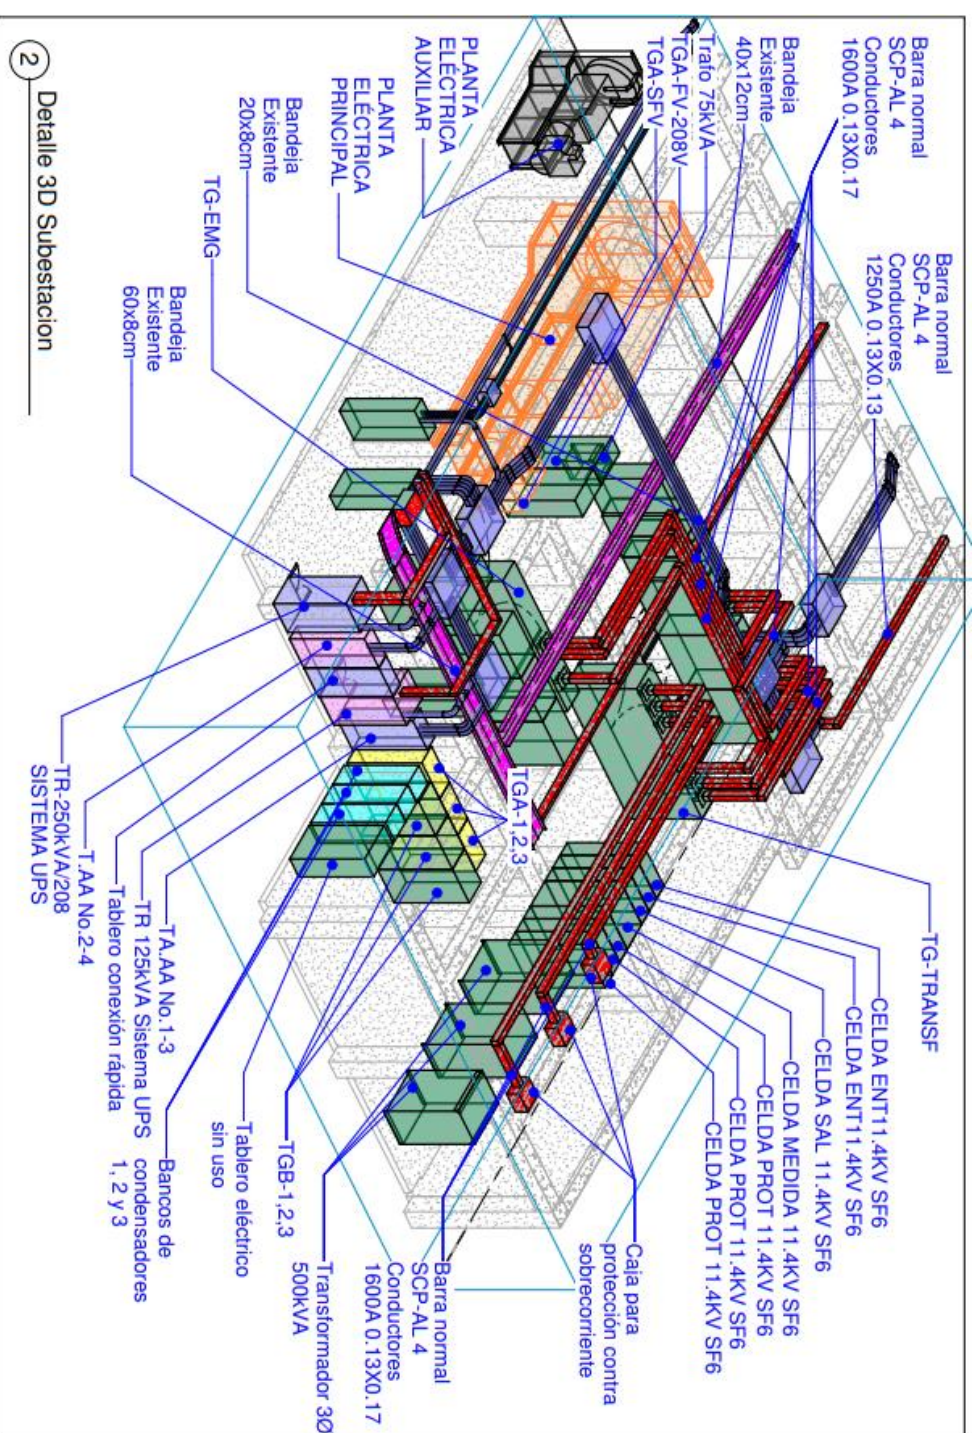 Barra normal
SCP-AL 4
Conductores
1600A 0.13X0.17
Barra normal
SCP-AL 4
Conductores
1250A 0.13X0.13
Bandeja
Existente
40x12cm
Trafo 75kVA
TGA-FV-208V
TGA-SFV
PLANTA
ELÉCTRICA
AUXILIAR
PLANTA
ELÉCTRICA
PRINCIPAL
Bandeja
Existente
20x8cm
TG-EMG
Bandeja
Existente
60x8cm
TG-TRANSF
CELDA ENT11.4KV SF6
CELDA ENT11.4KV SF6
CELDA SAL 11.4KV SF6
CELDA MEDIDA 11.4KV SF6
CELDA PROT 11.4KV SF6
CELDA PROT 11.4KV SF6
CELDA PROT 11.4KV SF6
Caja para
protección contra
sobrecorriente
Barra normal
SCP-AL 4
Conductores
1600A 0.13X0.17
Transformador 3Ø
500kVA
TGA-1,2,3
TGB-1,2,3
Tablero eléctrico
sin uso
Bancos de
condensadores
1, 2 y 3
TA.AA No.1-3
TR 125kVA Sistema UPS
Tablero conexión rápida
T.AA No.2-4
TR-250kVA/208
SISTEMA UPS
2
Detalle 3D Subestacion